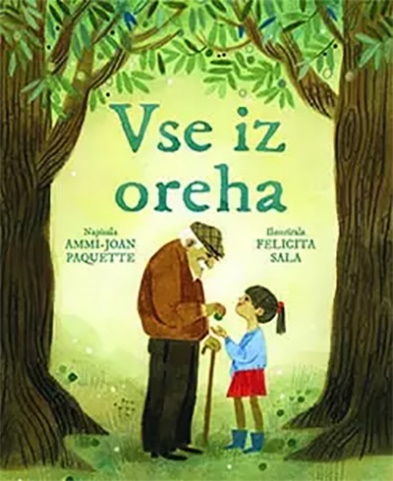 Vse iz
oreha
Napisala
AMMI-JOAN
PAQUETTE
Ilustrirala
FELICITA
SALA